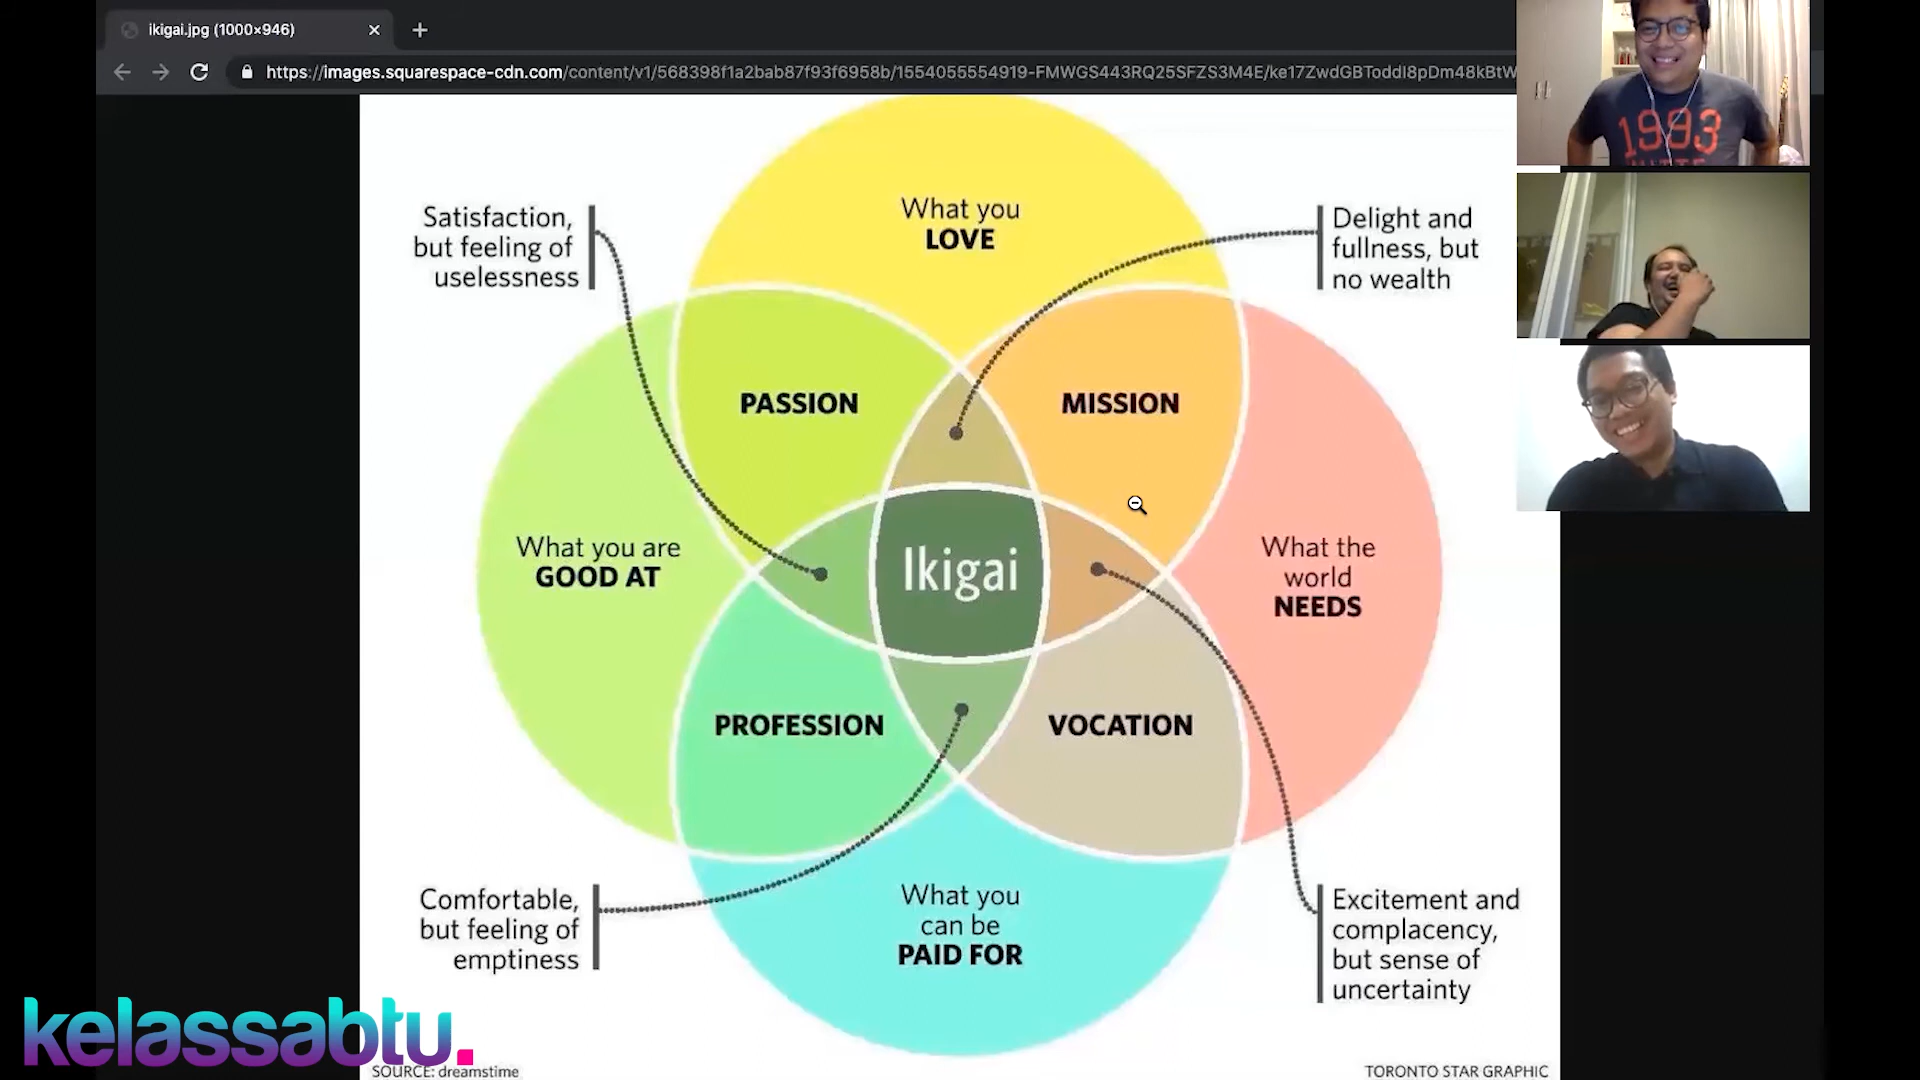 ikigai.jpg (1000×946)
https://images.squarespace-cdn.com/content/v1/568398f1a2bab87f93f6958b/1554055554919-FMWGS443RQ25SFZS3M4E/ke17ZwdGBToddI8pDm48kBtW
1993
What you
LOVE
Satisfaction,
but feeling of
uselessness
Delight and
fullness, but
no wealth
PASSION
MISSION
What you are
GOOD AT
Ikigai
What the
world
NEEDS
PROFESSION
VOCATION
What you
can be
PAID FOR
Comfortable,
but feeling of
emptiness
Excitement and
complacency,
but sense of
uncertainty
kelassabtu.
SOURCE: dreamstime
TORONTO STAR GRAPHIC